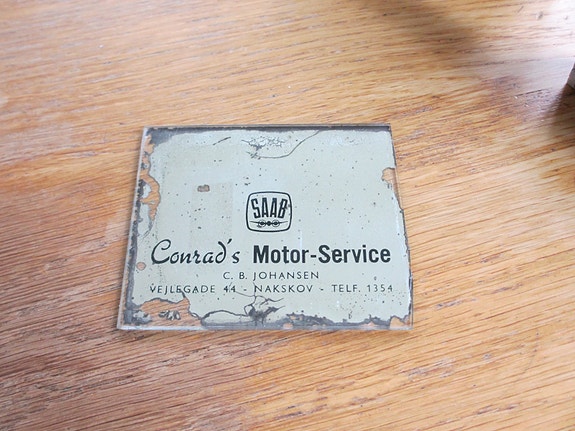 SAAB
Conrad's Motor-Service
C. B. JOHANSEN
VEJLEGADE 44 - NAKSKOV - TELF. 1354